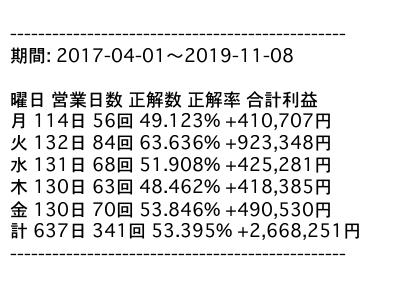 ------------------------------------------------
期間: 2017-04-01〜2019-11-08
曜日 営業日数 正解数 正解率 合計利益
月 114日 56回 49.123% +410,707円
火 132日 84回 63.636% +923,348円
水 131日 68回 51.908% +425,281円
木 130日 63回 48.462% +418,385円
金 130日 70回 53.846% +490,530円
計 637日 341回 53.395% +2,668,251円
------------------------------------------------